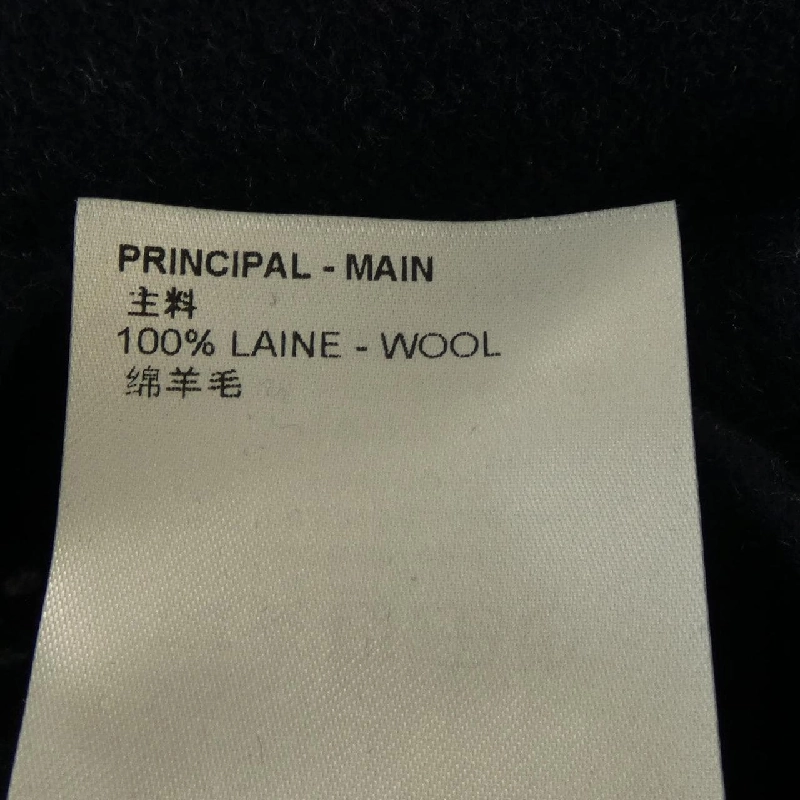 PRINCIPAL - MAIN
主料
100% LAINE - WOOL
绵羊毛